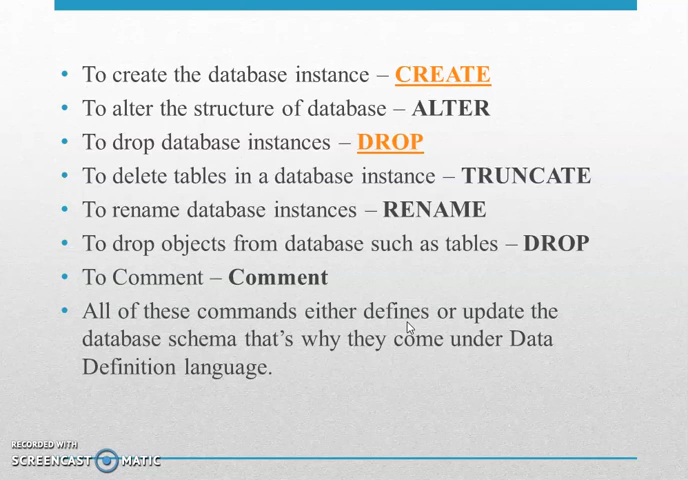 • To create the database instance – CREATE
• To alter the structure of database – ALTER
• To drop database instances – DROP
• To delete tables in a database instance – TRUNCATE
• To rename database instances – RENAME
• To drop objects from database such as tables – DROP
• To Comment – Comment
• All of these commands either defines or update the
database schema that's why they come under Data
Definition language.
RECORDED WITH
SCREENCAST MATIC